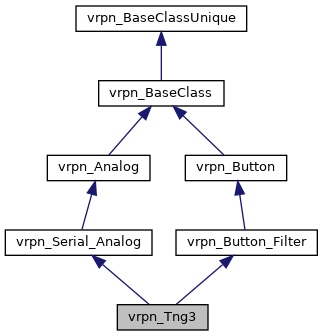 vrpn_BaseClassUnique
vrpn_BaseClass
vrpn_Analog
vrpn_Button
vrpn_Serial_Analog
vrpn_Button_Filter
vrpn_Tng3